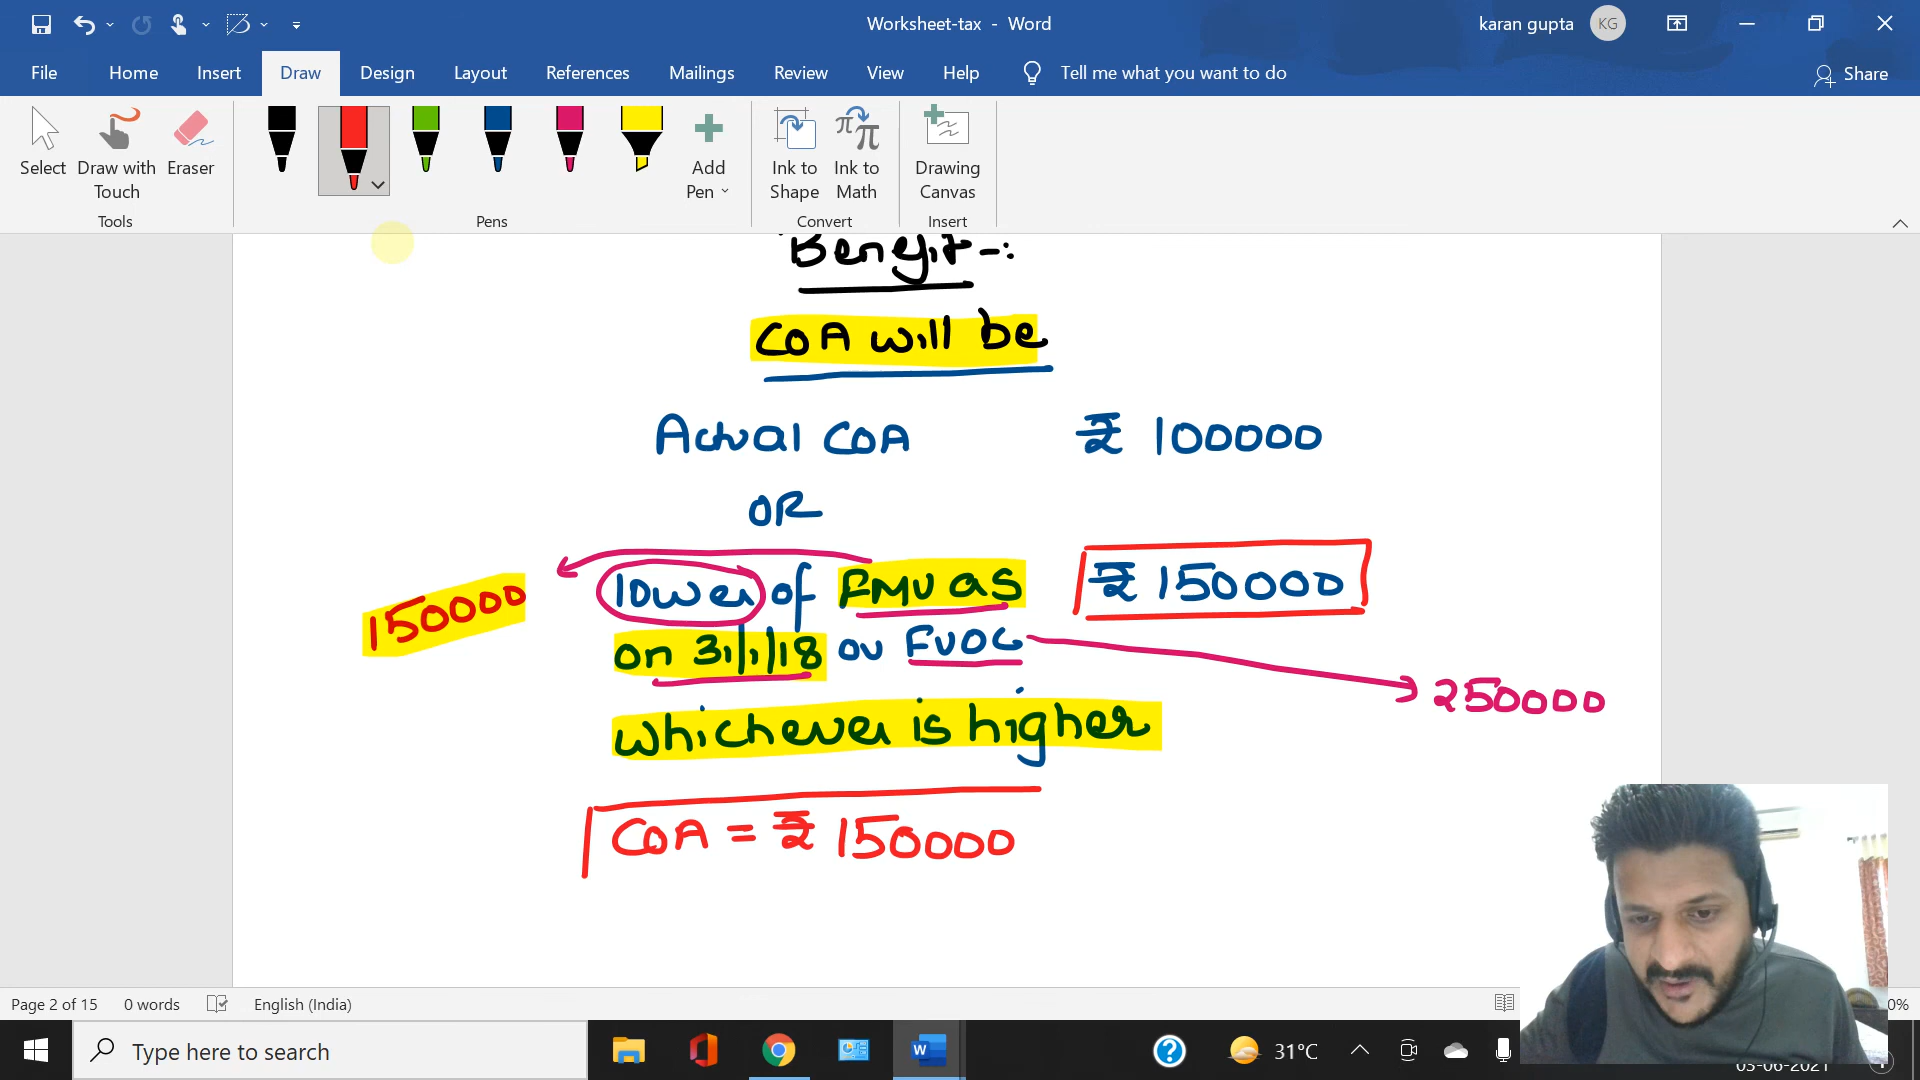 Worksheet-tax - Word
karan gupta
KG
File
Home
Insert
Draw
Design
Layout
References
Mailings
Review
View
Help
Tell me what you want to do
Share
Select
Draw with Touch
Eraser
Add Pen
Ink to Shape
Ink to Math
Drawing Canvas
Tools
Pens
Convert
Insert
Benefit -:
COA will be
Actual COA ₹ 100000
OR
150000
lower of FMV as ₹ 150000
on 31/1/18 or FVOC
250000
whichever is higher
COA = ₹ 150000
Page 2 of 15
0 words
English (India)
0%
Type here to search
31°C
03-06-2021